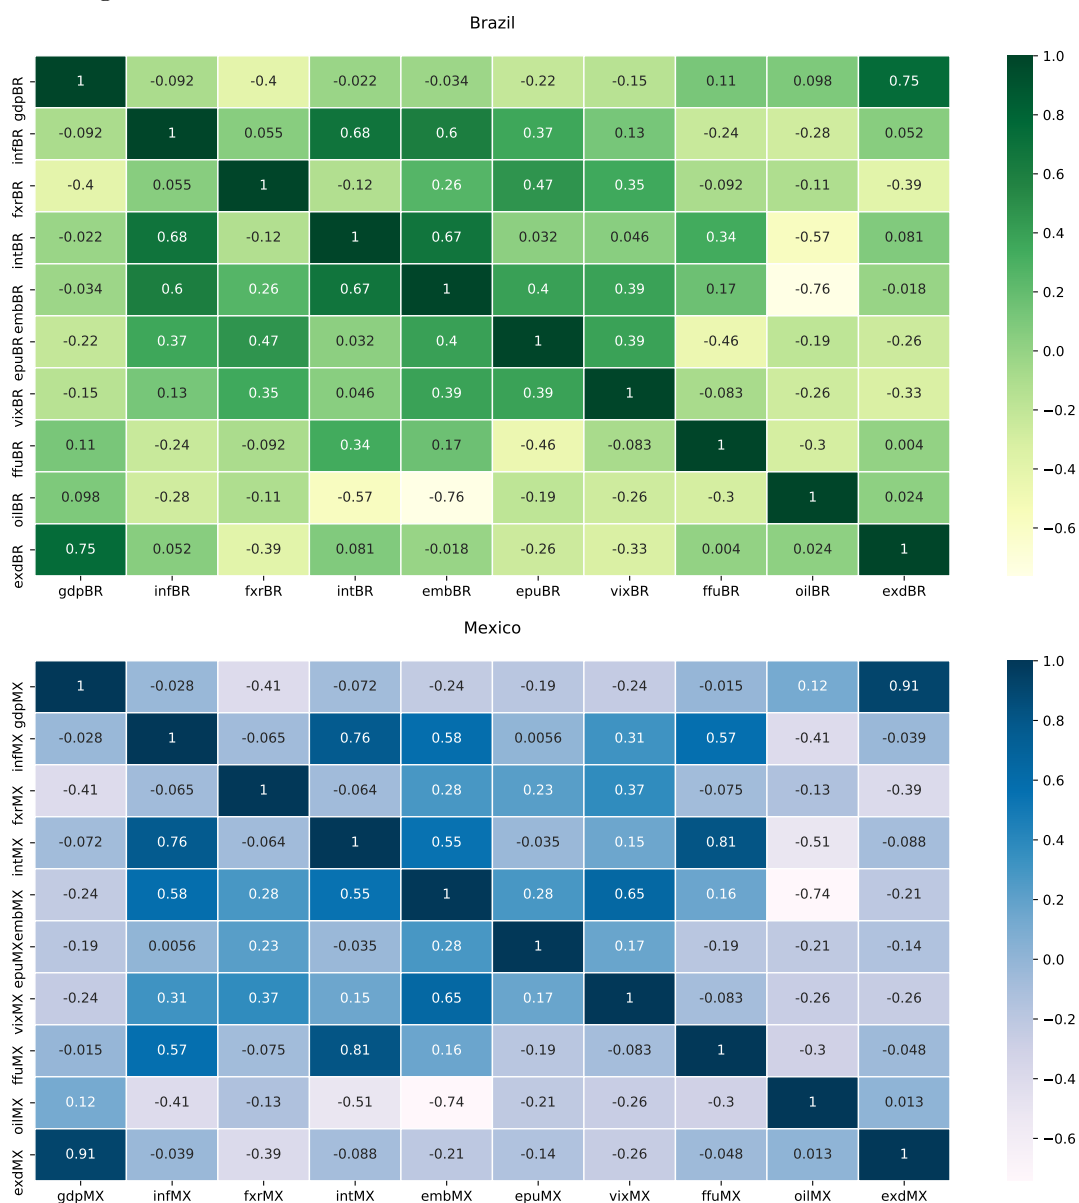 Brazil
gdpBR 1 -0.092 -0.4 -0.022 -0.034 -0.22 -0.15 0.11 0.098 0.75
infBR -0.092 1 0.055 0.68 0.6 0.37 0.13 -0.24 -0.28 0.052
fxrBR -0.4 0.055 1 -0.12 0.26 0.47 0.35 -0.092 -0.11 -0.39
intBR -0.022 0.68 -0.12 1 0.67 0.032 0.046 0.34 -0.57 0.081
embBR -0.034 0.6 0.26 0.67 1 0.4 0.39 0.17 -0.76 -0.018
epuBR -0.22 0.37 0.47 0.032 0.4 1 0.39 -0.46 -0.19 -0.26
vixBR -0.15 0.13 0.35 0.046 0.39 0.39 1 -0.083 -0.26 -0.33
ffuBR 0.11 -0.24 -0.092 0.34 0.17 -0.46 -0.083 1 -0.3 0.004
oilBR 0.098 -0.28 -0.11 -0.57 -0.76 -0.19 -0.26 -0.3 1 0.024
exdBR 0.75 0.052 -0.39 0.081 -0.018 -0.26 -0.33 0.004 0.024 1
gdpBR infBR fxrBR intBR embBR epuBR vixBR ffuBR oilBR exdBR
1.0
0.8
0.6
0.4
0.2
0.0
−0.2
−0.4
−0.6
Mexico
gdpMX 1 -0.028 -0.41 -0.072 -0.24 -0.19 -0.24 -0.015 0.12 0.91
infMX -0.028 1 -0.065 0.76 0.58 0.0056 0.31 0.57 -0.41 -0.039
fxrMX -0.41 -0.065 1 -0.064 0.28 0.23 0.37 -0.075 -0.13 -0.39
intMX -0.072 0.76 -0.064 1 0.55 -0.035 0.15 0.81 -0.51 -0.088
embMX -0.24 0.58 0.28 0.55 1 0.28 0.65 0.16 -0.74 -0.21
epuMX -0.19 0.0056 0.23 -0.035 0.28 1 0.17 -0.19 -0.21 -0.14
vixMX -0.24 0.31 0.37 0.15 0.65 0.17 1 -0.083 -0.26 -0.26
ffuMX -0.015 0.57 -0.075 0.81 0.16 -0.19 -0.083 1 -0.3 -0.048
oilMX 0.12 -0.41 -0.13 -0.51 -0.74 -0.21 -0.26 -0.3 1 0.013
exdMX 0.91 -0.039 -0.39 -0.088 -0.21 -0.14 -0.26 -0.048 0.013 1
gdpMX infMX fxrMX intMX embMX epuMX vixMX ffuMX oilMX exdMX
1.0
0.8
0.6
0.4
0.2
0.0
−0.2
−0.4
−0.6